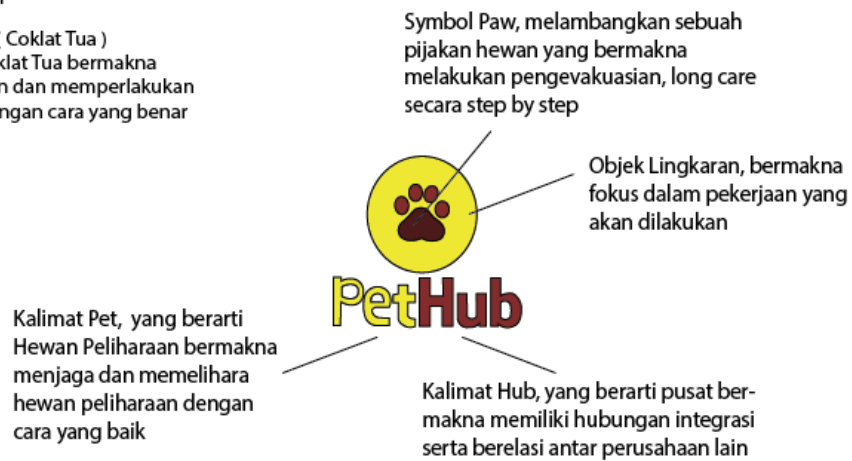 ( Coklat Tua )
klat Tua bermakna
n dan memperlakukan
ngan cara yang benar
Symbol Paw, melambangkan sebuah
pijakan hewan yang bermakna
melakukan pengevakuasian, long care
secara step by step
Objek Lingkaran, bermakna
fokus dalam pekerjaan yang
akan dilakukan
PetHub
Kalimat Pet, yang berarti
Hewan Peliharaan bermakna
menjaga dan memelihara
hewan peliharaan dengan
cara yang baik
Kalimat Hub, yang berarti pusat ber-
makna memiliki hubungan integrasi
serta berelasi antar perusahaan lain